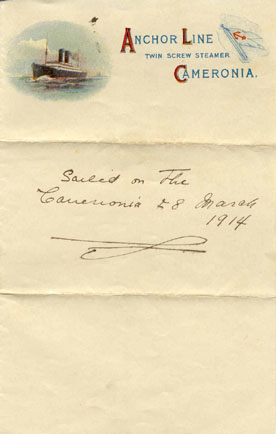 ANCHOR LINE
TWIN SCREW STEAMER
CAMERONIA.
Sailed on The
Cameronia 28 March
1914